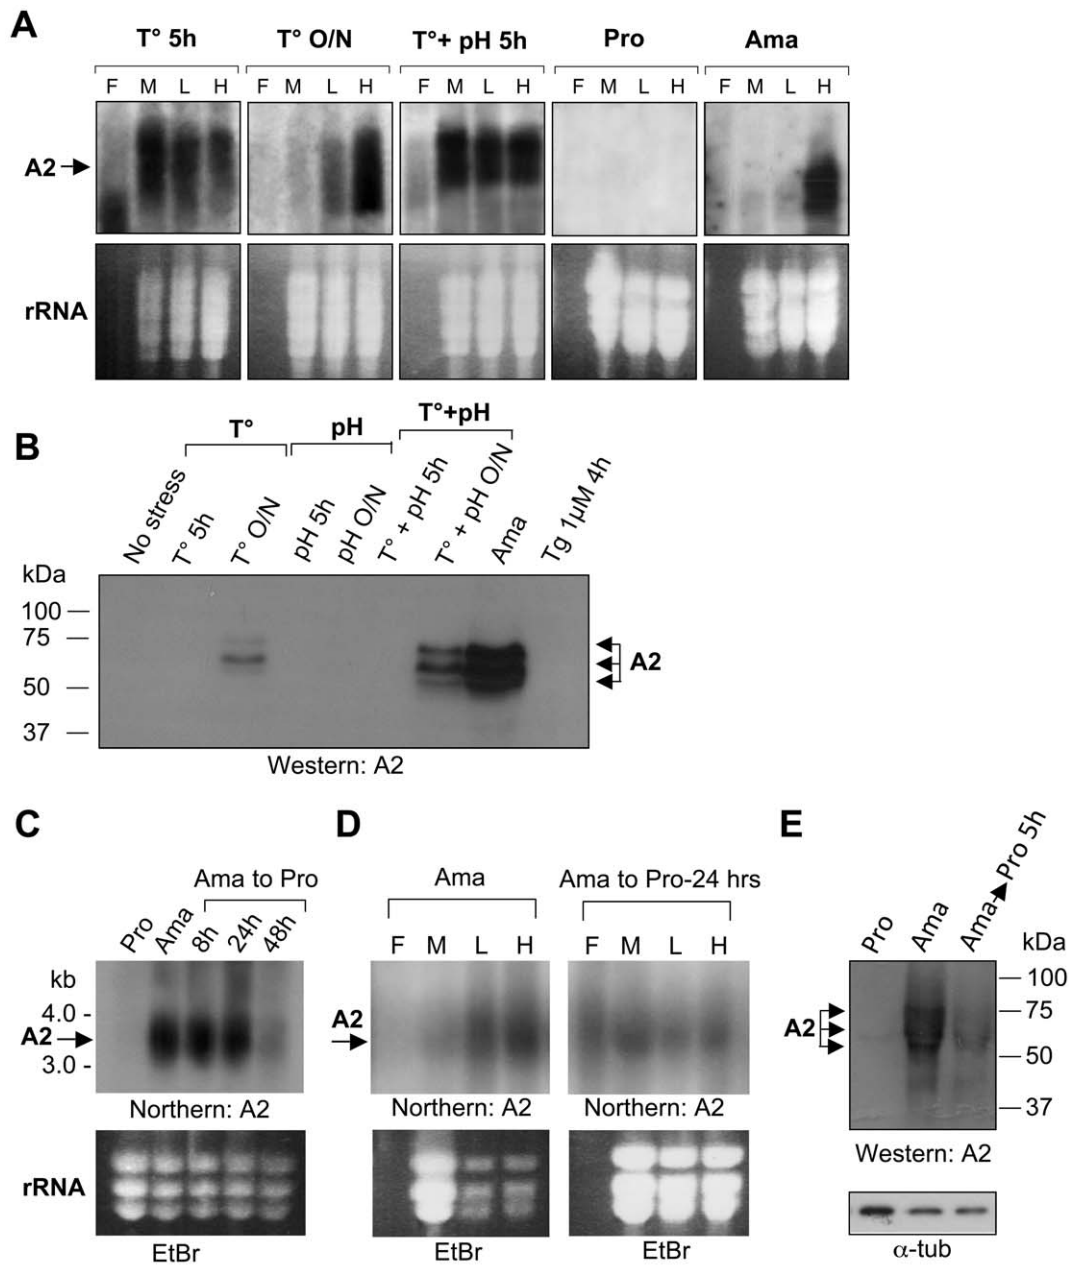 A
T° 5h T° O/N T°+ pH 5h Pro Ama
F M L H F M L H F M L H F M L H F M L H
A2
rRNA
B
T° pH T°+pH
No stress T° 5h T° O/N pH 5h pH O/N T° + pH 5h T° + pH O/N Ama Tg 1µM 4h
kDa
100
75
50
37
A2
Western: A2
C
Ama to Pro
Pro Ama 8h 24h 48h
kb
4.0 -
A2
3.0 -
Northern: A2
rRNA
EtBr
D
Ama Ama to Pro-24 hrs
F M L H F M L H
A2
Northern: A2 Northern: A2
EtBr EtBr
E
Pro Ama Ama Pro 5h
kDa
100
75
A2
50
37
Western: A2
α-tub